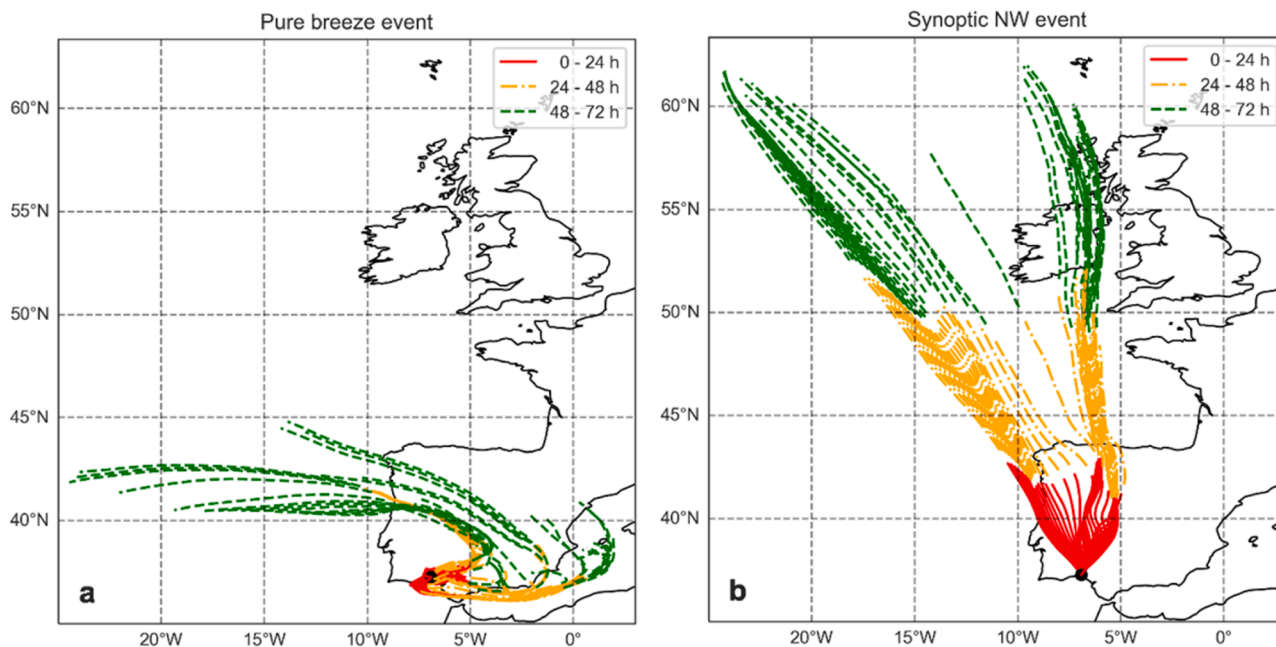 Pure breeze event
0 - 24 h
24 - 48 h
48 - 72 h
60°N
55°N
50°N
45°N
40°N
a
20°W
15°W
10°W
5°W
0°
Synoptic NW event
0 - 24 h
24 - 48 h
48 - 72 h
60°N
55°N
50°N
45°N
40°N
b
20°W
15°W
10°W
5°W
0°